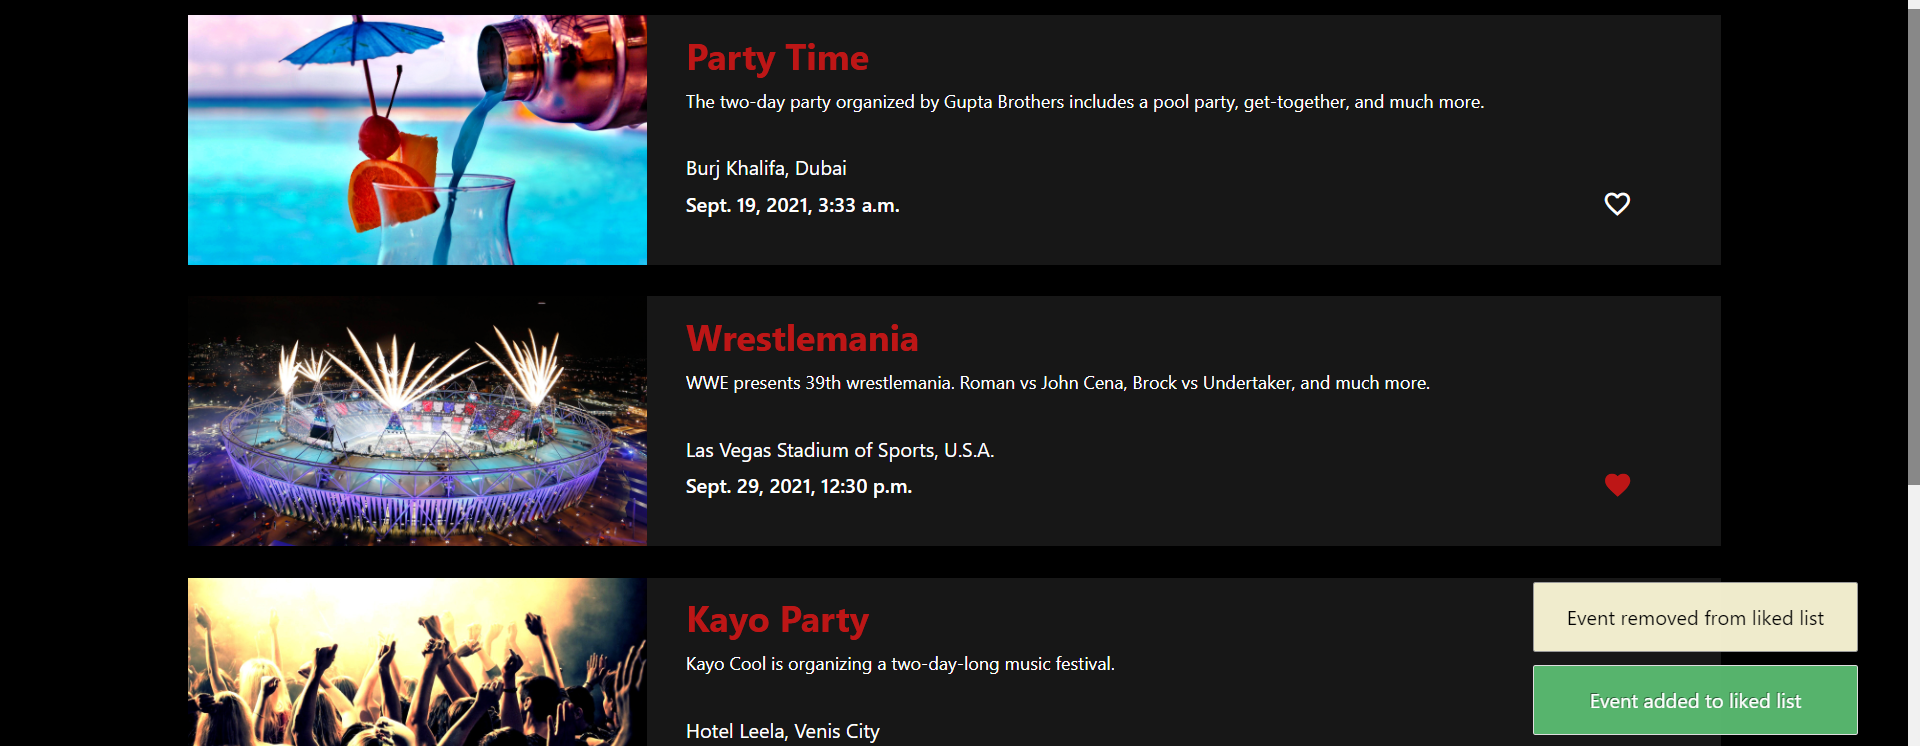 Party Time
The two-day party organized by Gupta Brothers includes a pool party, get-together, and much more.
Burj Khalifa, Dubai
Sept. 19, 2021, 3:33 a.m.
Wrestlemania
WWE presents 39th wrestlemania. Roman vs John Cena, Brock vs Undertaker, and much more.
Las Vegas Stadium of Sports, U.S.A.
Sept. 29, 2021, 12:30 p.m.
Kayo Party
Kayo Cool is organizing a two-day-long music festival.
Hotel Leela, Venis City
Event removed from liked list
Event added to liked list